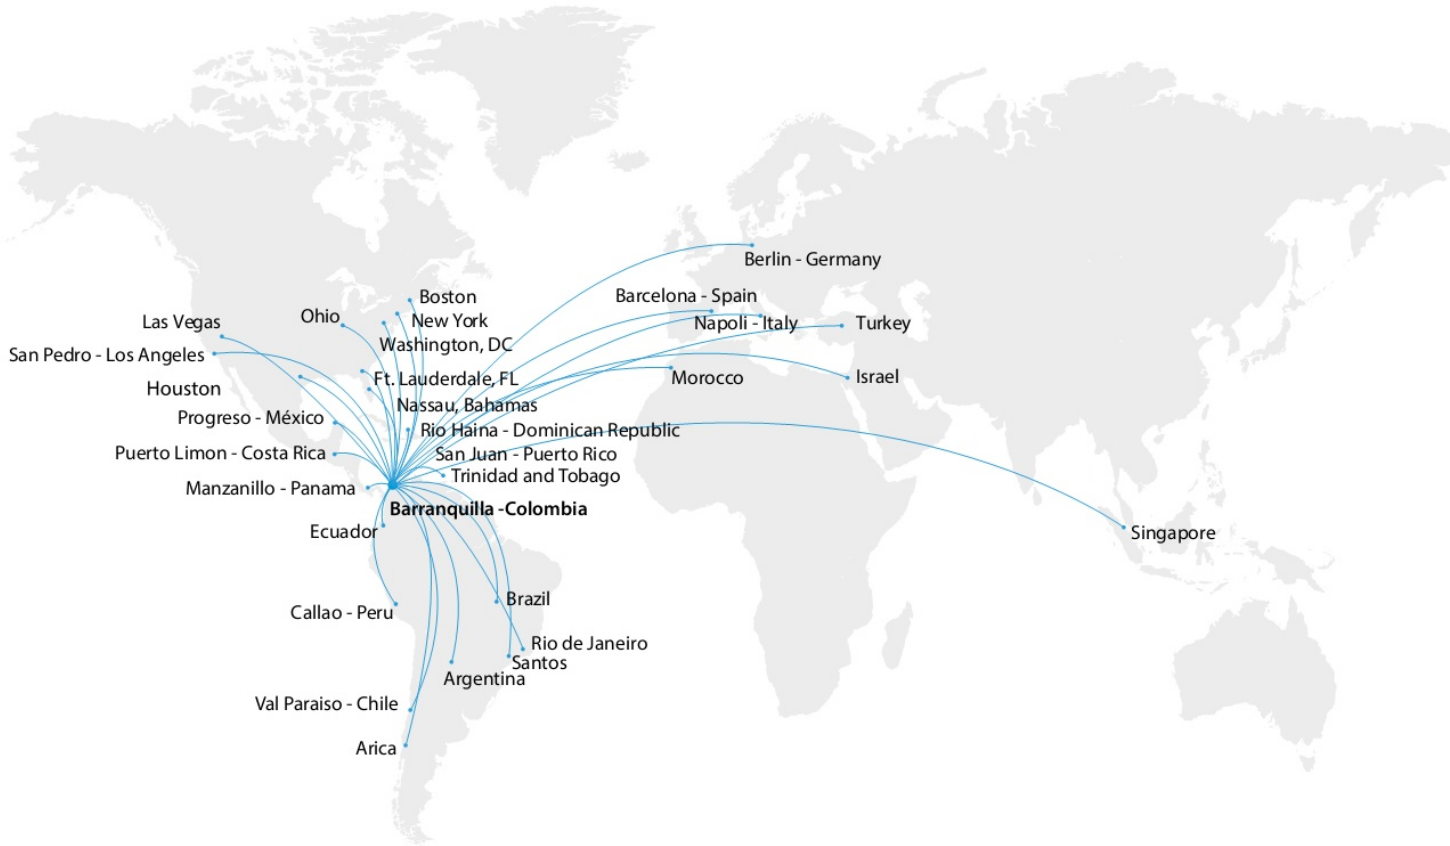 Berlin - Germany
Barcelona - Spain
Boston
Ohio
New York
Las Vegas
Napoli - Italy
Turkey
Washington, DC
San Pedro - Los Angeles
Ft. Lauderdale, FL
Morocco
Israel
Houston
Nassau, Bahamas
Progreso - México
Rio Haina - Dominican Republic
Puerto Limon - Costa Rica
San Juan - Puerto Rico
Trinidad and Tobago
Manzanillo - Panama
Barranquilla -Colombia
Ecuador
Singapore
Brazil
Callao - Peru
Rio de Janeiro
Santos
Argentina
Val Paraiso - Chile
Arica